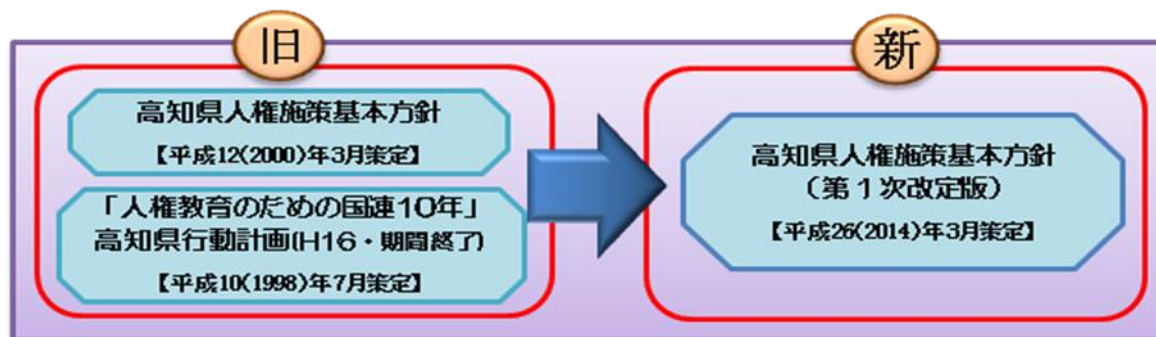 旧
高知県人権施策基本方針
【平成12(2000)年3月策定】
「人権教育のための国連10年」
高知県行動計画(H16・期間終了)
【平成10(1998)年7月策定】
新
高知県人権施策基本方針
(第1次改定版)
【平成26(2014)年3月策定】